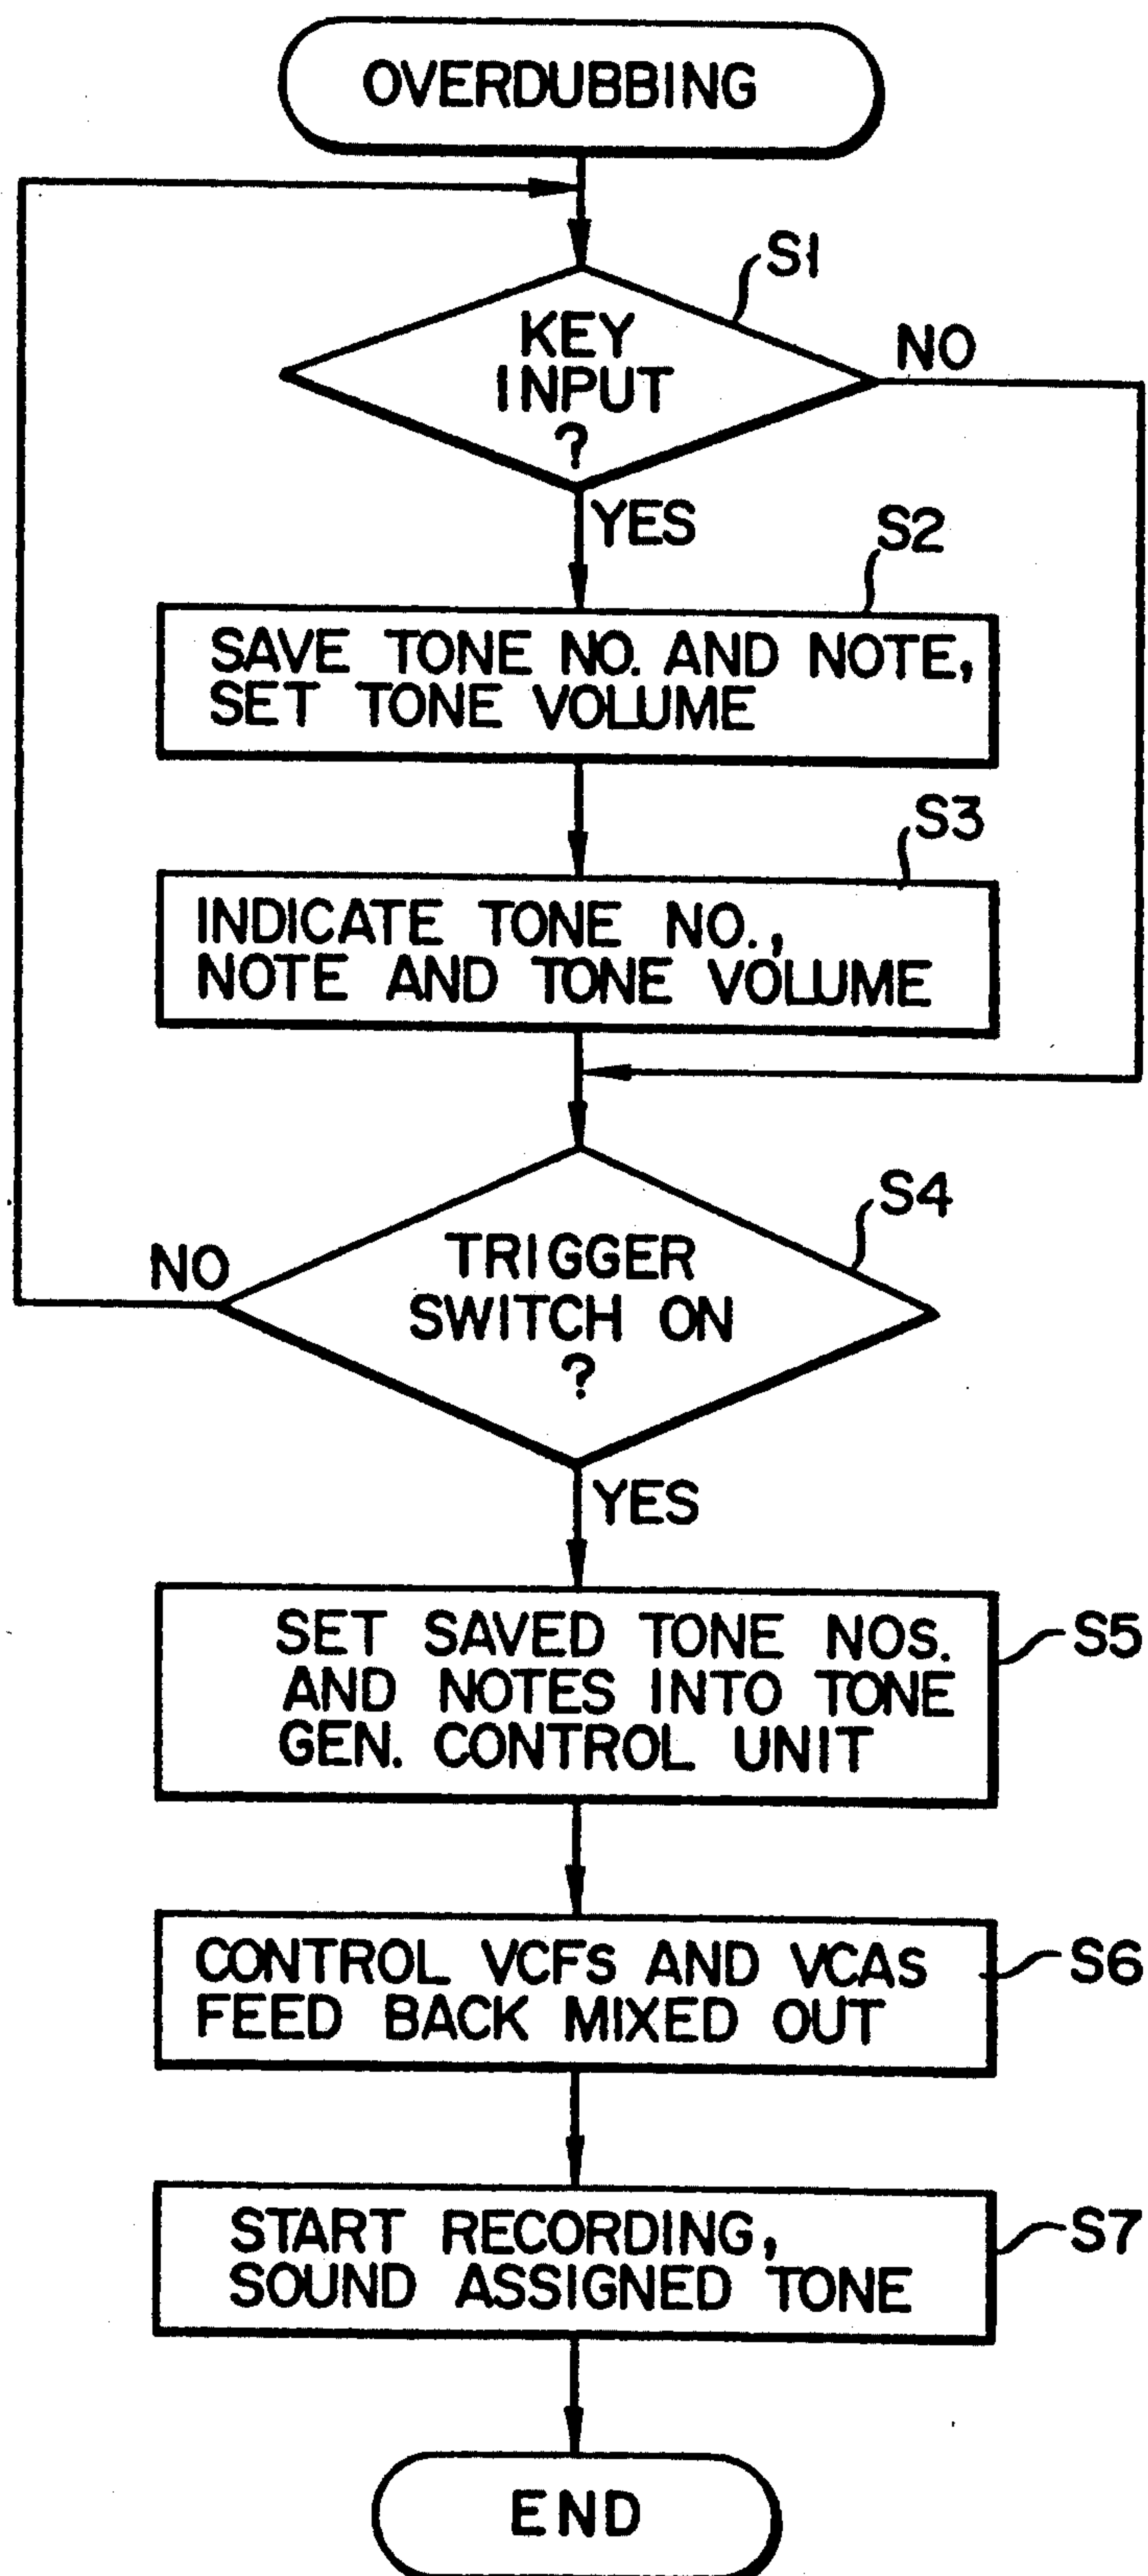 OVERDUBBING
S1
KEY
INPUT
?
NO
YES
S2
SAVE TONE NO. AND NOTE,
SET TONE VOLUME
S3
INDICATE TONE NO.,
NOTE AND TONE VOLUME
S4
TRIGGER
SWITCH ON
?
NO
YES
SET SAVED TONE NOS.
AND NOTES INTO TONE
GEN. CONTROL UNIT
S5
CONTROL VCFS AND VCAS
FEED BACK MIXED OUT
S6
START RECORDING,
SOUND ASSIGNED TONE
S7
END